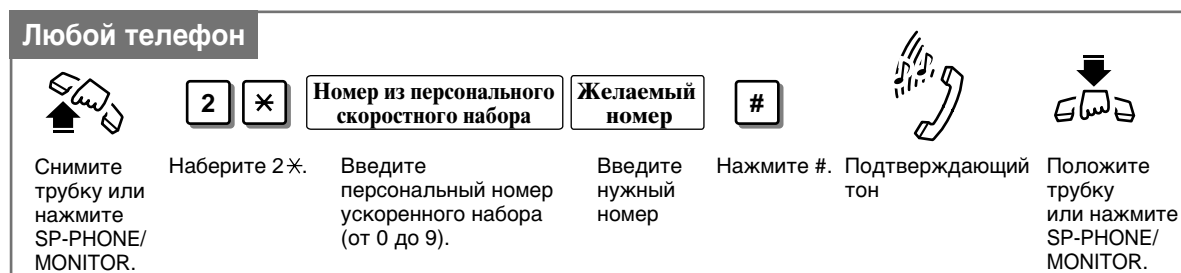 Любой телефон
2 ✳
Номер из персонального
скоростного набора
Желаемый
номер
#
Снимите
трубку или
нажмите
SP-PHONE/
MONITOR.
Наберите 2✳.
Введите
персональный номер
ускоренного набора
(от 0 до 9).
Введите
нужный
номер
Нажмите #.
Подтверждающий
тон
Положите
трубку
или нажмите
SP-PHONE/
MONITOR.